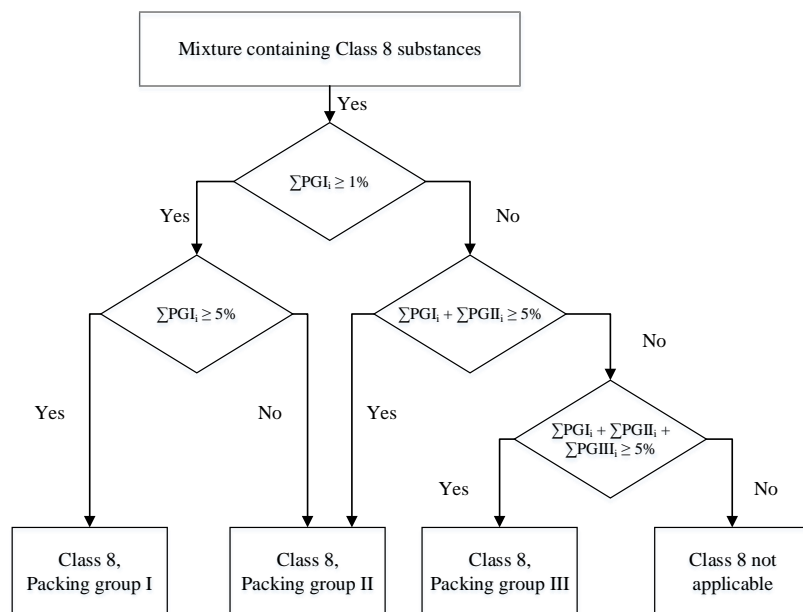 Mixture containing Class 8 substances
Yes
∑PGIᵢ ≥ 1%
Yes
No
∑PGIᵢ ≥ 5%
∑PGIᵢ + ∑PGIIᵢ ≥ 5%
No
Yes
No
Yes
∑PGIᵢ + ∑PGIIᵢ +
∑PGIIIᵢ ≥ 5%
Yes
No
Class 8,
Packing group I
Class 8,
Packing group II
Class 8,
Packing group III
Class 8 not
applicable